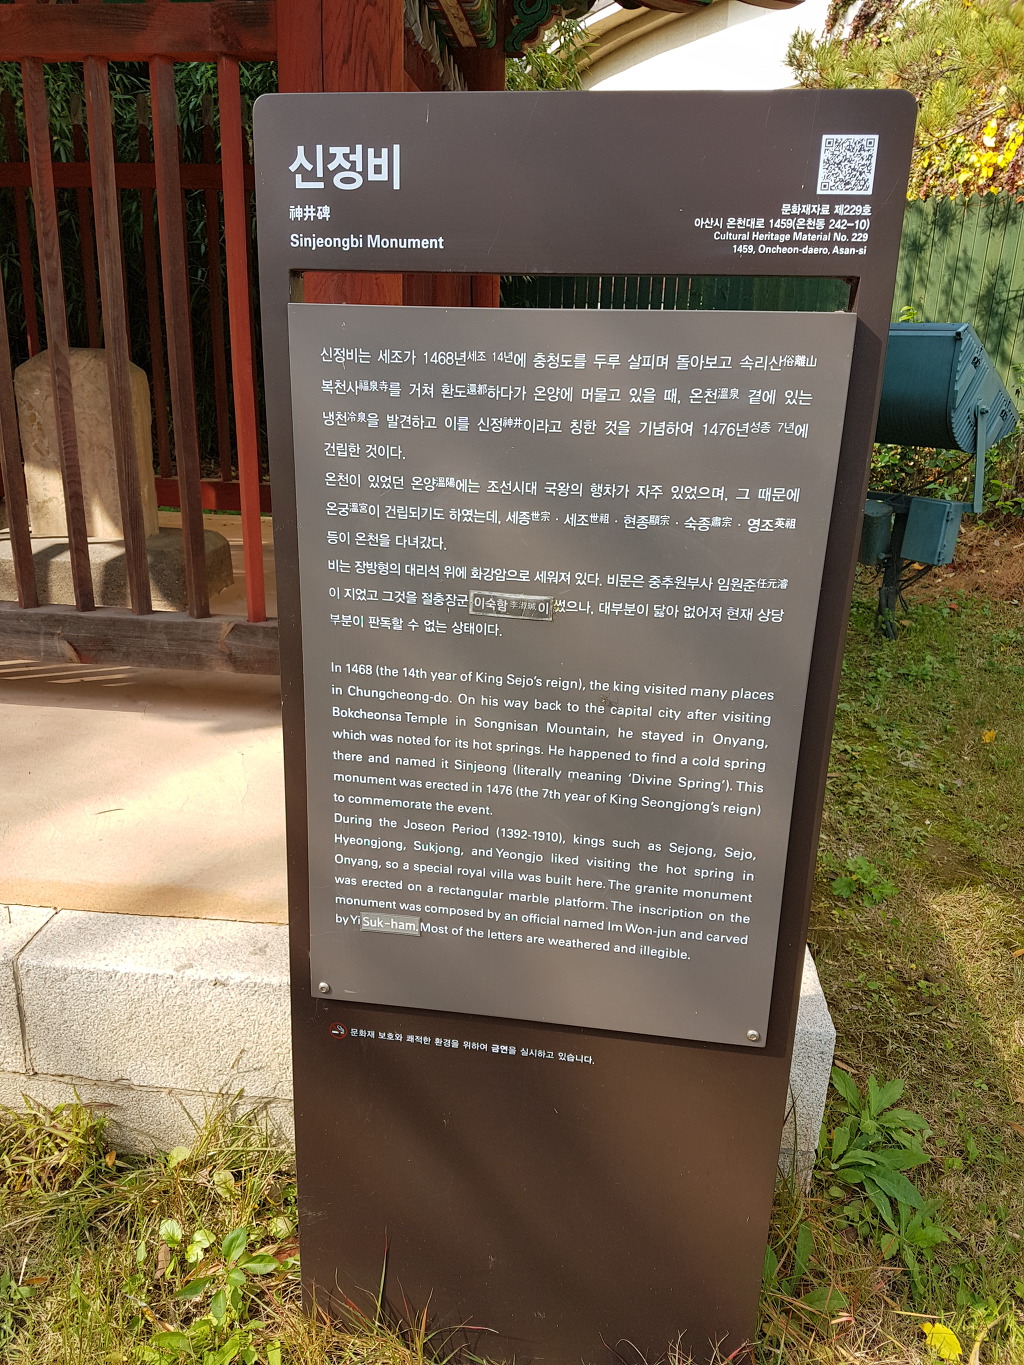 신정비
神井碑
Sinjeongbi Monument
문화재자료 제229호
아산시 온천대로 1459(온천동 242-10)
Cultural Heritage Material No. 229
1459, Oncheon-daero, Asan-si
신정비는 세조가 1468년세조 14년에 충청도를 두루 살피며 돌아보고 속리산俗離山
복천사福泉寺를 거쳐 환도還都하다가 온양에 머물고 있을 때, 온천溫泉 곁에 있는
냉천冷泉을 발견하고 이를 신정神井이라고 칭한 것을 기념하여 1476년성종 7년에
건립한 것이다.
온천이 있었던 온양溫陽에는 조선시대 국왕의 행차가 자주 있었으며, 그 때문에
온궁溫宮이 건립되기도 하였는데, 세종世宗 · 세조世祖 · 현종顯宗 · 숙종肅宗 · 영조英祖
등이 온천을 다녀갔다.
비는 장방형의 대리석 위에 화강암으로 세워져 있다. 비문은 중추원부사 임원준任元濬
이 지었고 그것을 절충장군 이숙함李淑瑊이 썼으나, 대부분이 닳아 없어져 현재 상당
부분이 판독할 수 없는 상태이다.
In 1468 (the 14th year of King Sejo's reign), the king visited many places
in Chungcheong-do. On his way back to the capital city after visiting
Bokcheonsa Temple in Songnisan Mountain, he stayed in Onyang,
which was noted for its hot springs. He happened to find a cold spring
there and named it Sinjeong (literally meaning 'Divine Spring'). This
monument was erected in 1476 (the 7th year of King Seongjong's reign)
to commemorate the event.
During the Joseon Period (1392-1910), kings such as Sejong, Sejo,
Hyeongjong, Sukjong, and Yeongjo liked visiting the hot spring in
Onyang, so a special royal villa was built here. The granite monument
was erected on a rectangular marble platform. The inscription on the
monument was composed by an official named Im Won-jun and carved
by Yi Suk-ham. Most of the letters are weathered and illegible.
문화재 보호와 쾌적한 환경을 위하여 금연을 실시하고 있습니다.